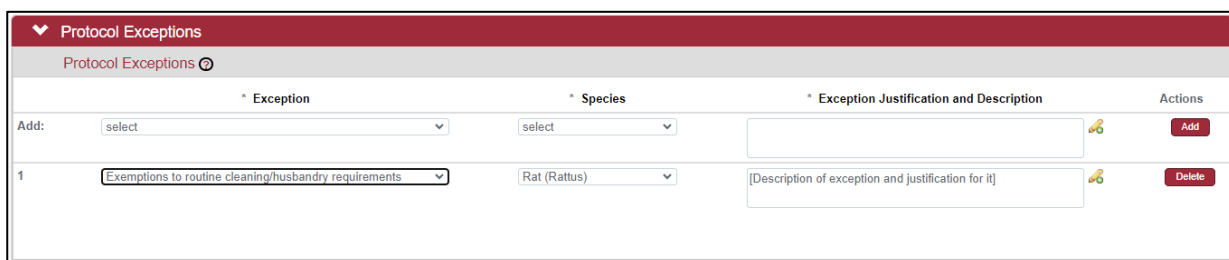 Protocol Exceptions
Protocol Exceptions ?
* Exception * Species * Exception Justification and Description Actions
Add: select select Add
1 Exemptions to routine cleaning/husbandry requirements Rat (Rattus) [Description of exception and justification for it] Delete